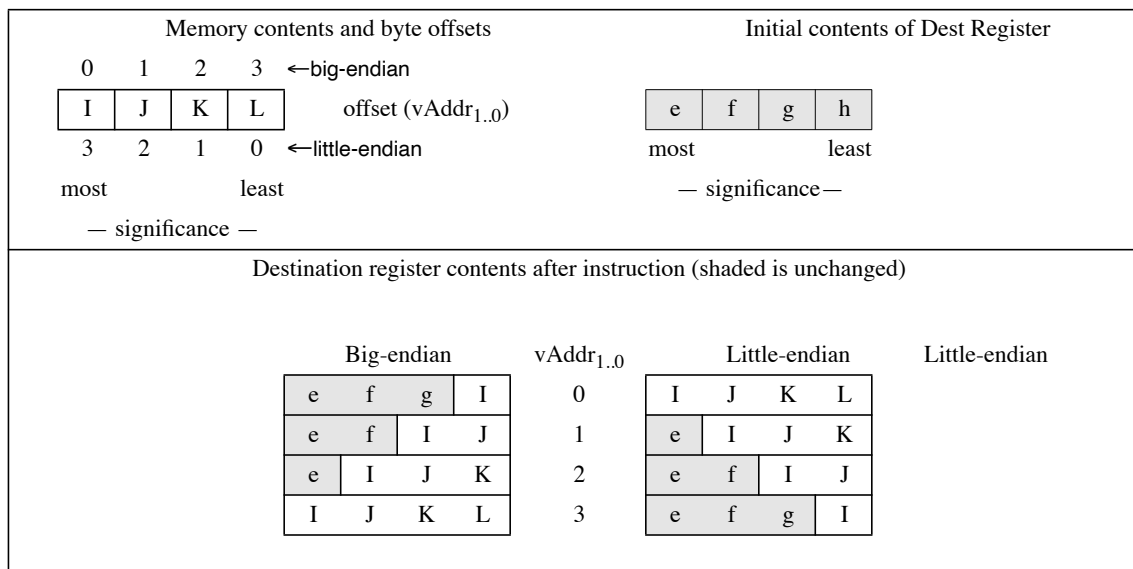 Memory contents and byte offsets Initial contents of Dest Register
0 1 2 3 ←big-endian
I J K L offset (vAddr1..0) e f g h
3 2 1 0 ←little-endian most least
most least — significance—
— significance —
Destination register contents after instruction (shaded is unchanged)
Big-endian vAddr1..0 Little-endian Little-endian
e f g I 0 I J K L
e f I J 1 e I J K
e I J K 2 e f I J
I J K L 3 e f g I